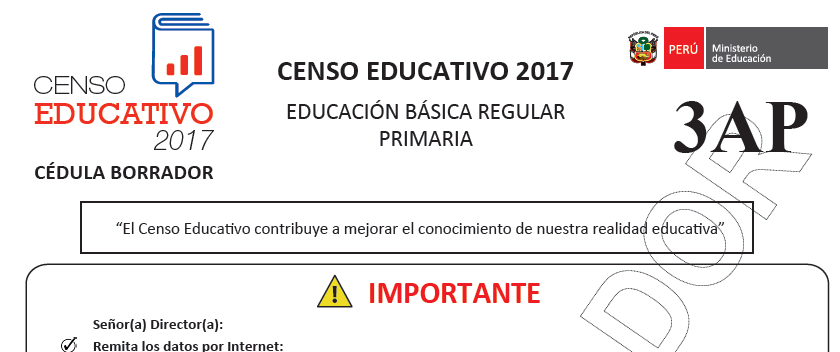 CENSO
EDUCATIVO
2017
CÉDULA BORRADOR
CENSO EDUCATIVO 2017
EDUCACIÓN BÁSICA REGULAR
PRIMARIA
PERÚ
Ministerio
de Educación
3AP
“El Censo Educativo contribuye a mejorar el conocimiento de nuestra realidad educativa”
IMPORTANTE
Señor(a) Director(a):
Remita los datos por Internet:
DOR